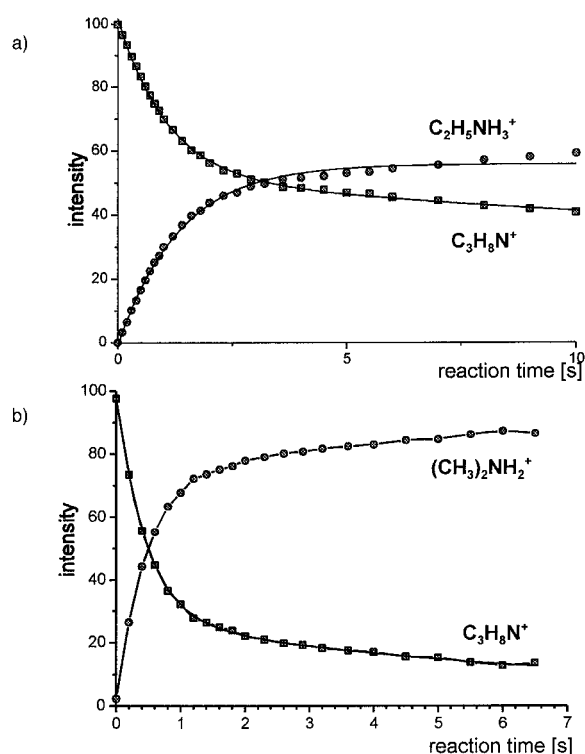 a)
100
80
60
40
20
0
intensity
C₂H₅NH₃⁺
C₃H₈N⁺
0
5
10
reaction time [s]
b)
100
80
60
40
20
0
intensity
(CH₃)₂NH₂⁺
C₃H₈N⁺
0 1 2 3 4 5 6 7
reaction time [s]